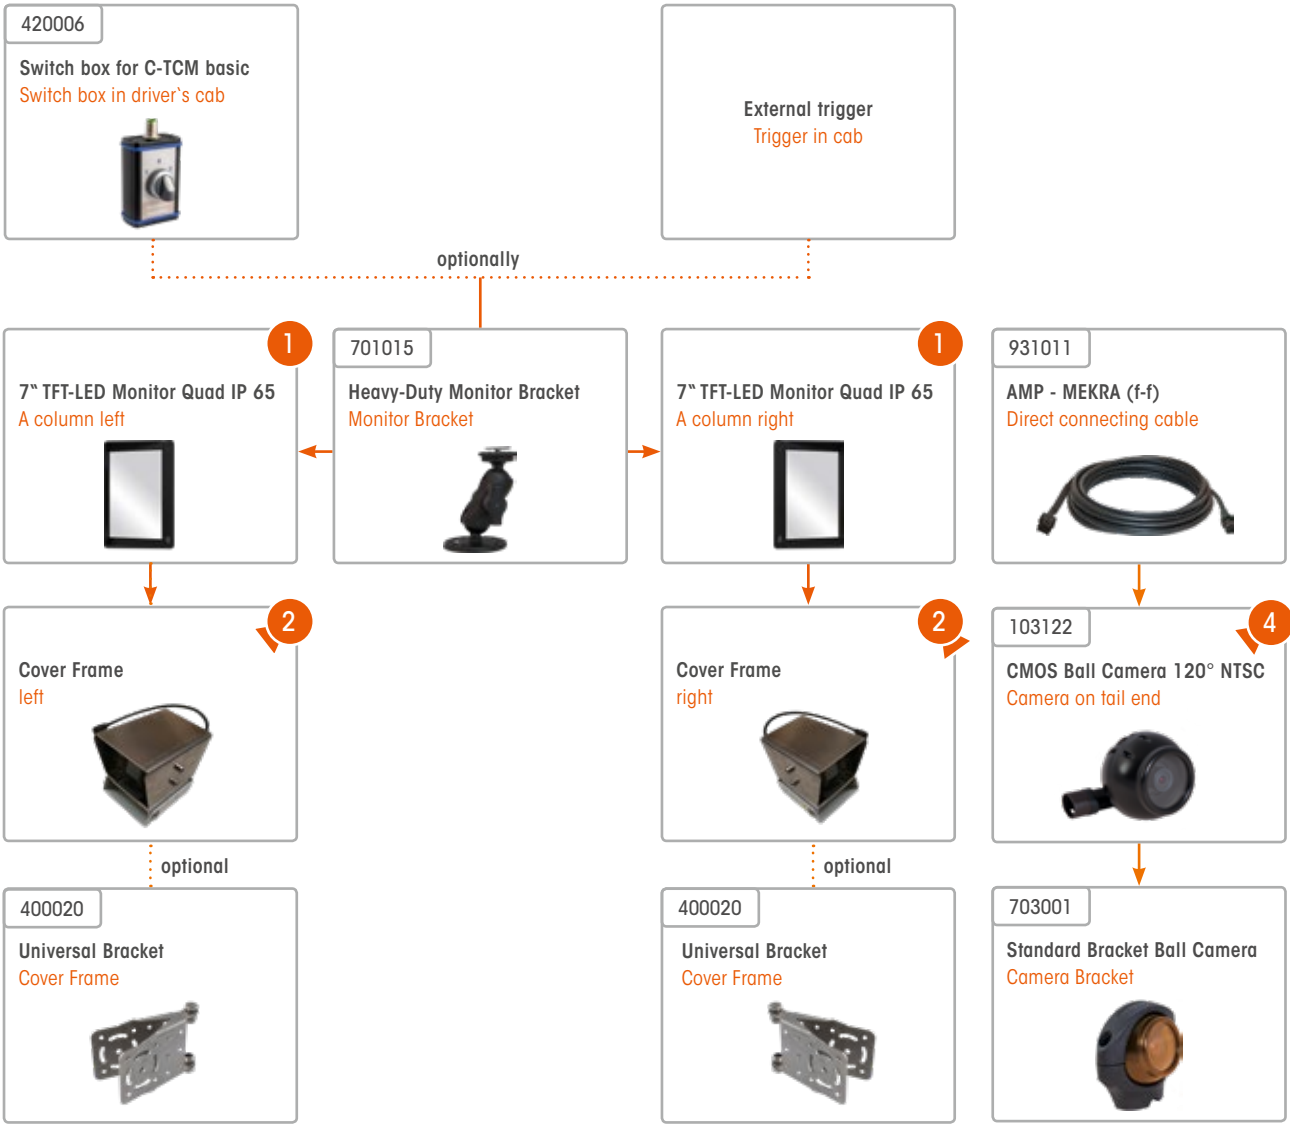 420006
Switch box for C-TCM basic
Switch box in driver‛s cab
External trigger
Trigger in cab
optionally
1
7‟ TFT-LED Monitor Quad IP 65
A column left
701015
Heavy-Duty Monitor Bracket
Monitor Bracket
1
7‟ TFT-LED Monitor Quad IP 65
A column right
931011
AMP - MEKRA (f-f)
Direct connecting cable
2
Cover Frame
left
2
Cover Frame
right
4
103122
CMOS Ball Camera 120° NTSC
Camera on tail end
optional
optional
400020
Universal Bracket
Cover Frame
400020
Universal Bracket
Cover Frame
703001
Standard Bracket Ball Camera
Camera Bracket